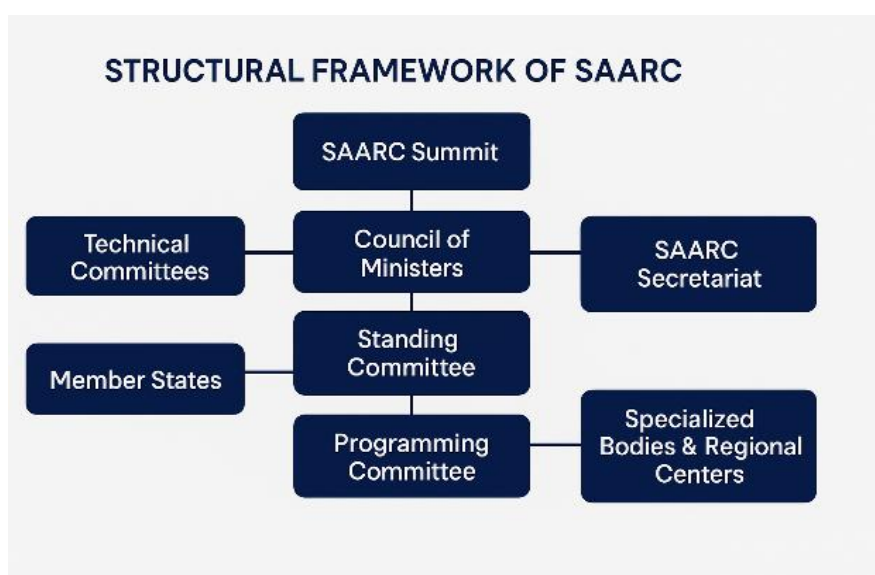 STRUCTURAL FRAMEWORK OF SAARC
SAARC Summit
Technical
Committees
Council of
Ministers
SAARC
Secretariat
Member States
Standing
Committee
Programming
Committee
Specialized
Bodies & Regional
Centers